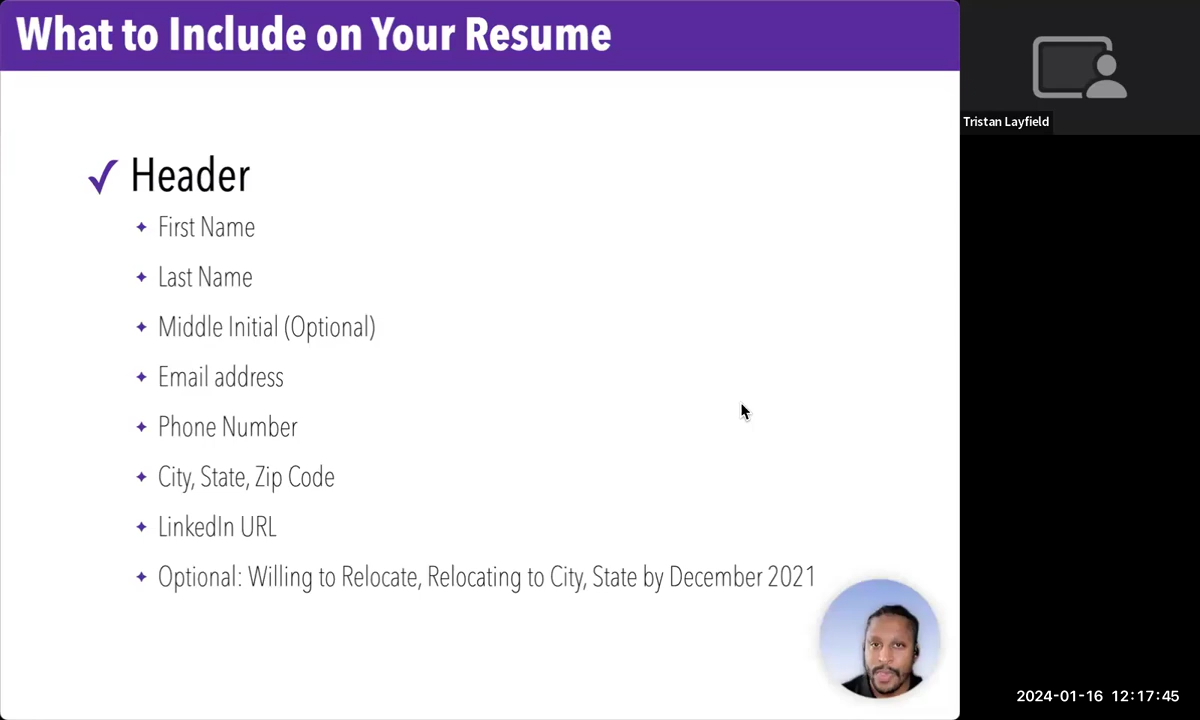 What to Include on Your Resume
Header
First Name
Last Name
Middle Initial (Optional)
Email address
Phone Number
City, State, Zip Code
LinkedIn URL
Optional: Willing to Relocate, Relocating to City, State by December 2021
Tristan Layfield
2024-01-16 12:17:45